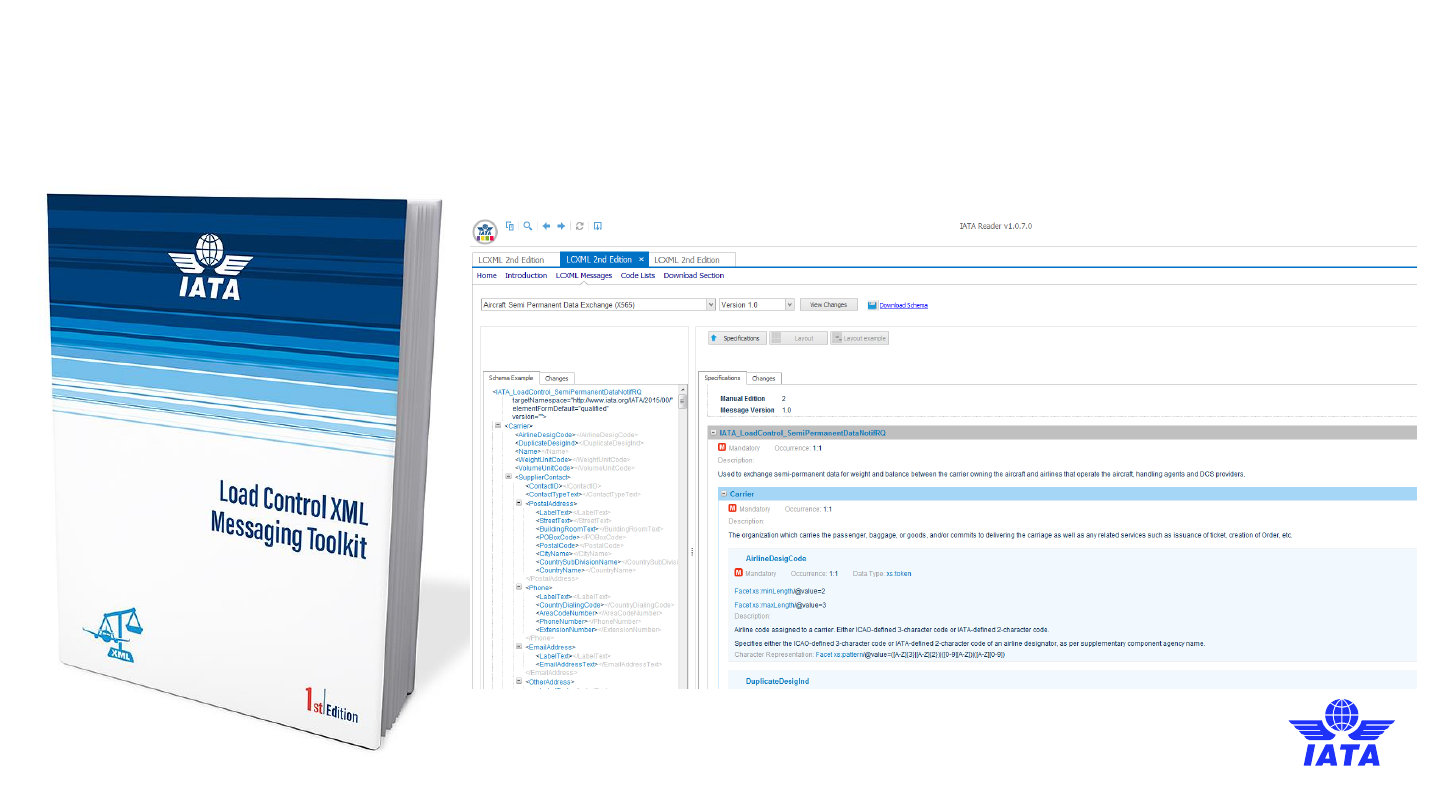 IATA
Load Control XML
Messaging Toolkit
XML
1st Edition
IATA Reader v1.0.7.0
LCXML 2nd Edition
LCXML 2nd Edition ×
LCXML 2nd Edition
Home Introduction LCXML Messages Code Lists Download Section
Aircraft Semi Permanent Data Exchange (X565) Version 1.0 View Changes Download Schema
Specifications Layout Layout example
Schema Example Changes
<IATA_LoadControl_SemiPermanentDataNotifRQ
targetNamespace="http://www.iata.org/IATA/2015/00/"
elementFormDefault="qualified"
version="">
<Carrier>
<AirlineDesigCode></AirlineDesigCode>
<DuplicateDesigInd></DuplicateDesigInd>
<Name></Name>
<WeightUnitCode></WeightUnitCode>
<VolumeUnitCode></VolumeUnitCode>
<SupplierContact>
<ContactID></ContactID>
<ContactTypeText></ContactTypeText>
<PostalAddress>
<LabelText></LabelText>
<StreetText></StreetText>
<BuildingRoomText></BuildingRoomText>
<POBoxCode></POBoxCode>
<PostalCode></PostalCode>
<CityName></CityName>
<CountrySubDivisionName></CountrySubDivisi
<CountryName></CountryName>
</PostalAddress>
<Phone>
<LabelText></LabelText>
<CountryDialingCode></CountryDialingCode>
<AreaCodeNumber></AreaCodeNumber>
<PhoneNumber></PhoneNumber>
<ExtensionNumber></ExtensionNumber>
</Phone>
<EmailAddress>
<LabelText></LabelText>
<EmailAddressText></EmailAddressText>
</EmailAddress>
<OtherAddress>
Specifications Changes
Manual Edition 2
Message Version 1.0
IATA_LoadControl_SemiPermanentDataNotifRQ
M Mandatory Occurrence: 1:1
Description:
Used to exchange semi-permanent data for weight and balance between the carrier owning the aircraft and airlines that operate the aircraft, handling agents and DCS providers.
Carrier
M Mandatory Occurrence: 1:1
Description:
The organization which carries the passenger, baggage, or goods, and/or commits to delivering the carriage as well as any related services such as issuance of ticket, creation of Order, etc
AirlineDesigCode
M Mandatory Occurrence: 1:1 Data Type: xs:token
Facet xs:minLength/@value=2
Facet xs:maxLength/@value=3
Description:
Airline code assigned to a carrier. Either ICAO-defined 3-character code or IATA-defined 2-character code.
Specifies either the ICAO-defined 3-character code or IATA-defined 2-character code of an airline designator, as per supplementary component agency name.
Character Representation: Facet xs:pattern/@value=([A-Z]{3}|[A-Z]{2})|([0-9][A-Z])|([A-Z][0-9])
DuplicateDesigInd
IATA